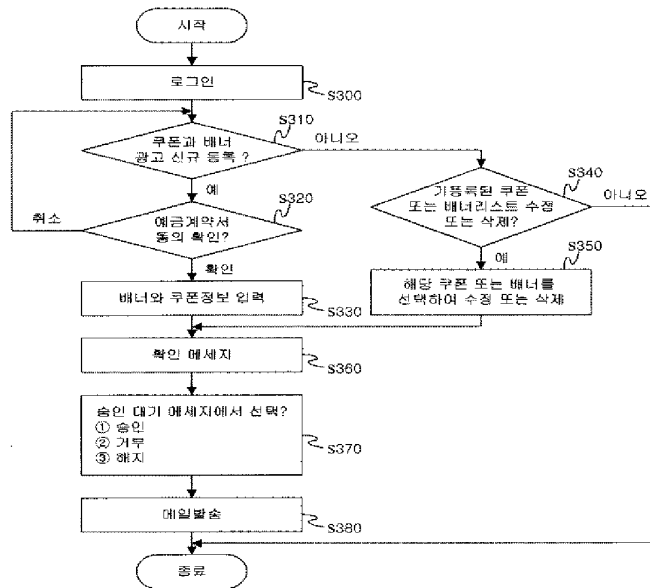 시작
로그인
S300
S310
쿠폰과 배너
광고 신규 등록 ?
아니오
예
S320
취소
예금계약서
동의 확인?
확인
S340
기등록된 쿠폰
또는 배너리스트 수정
또는 삭제?
아니오
예
S350
해당 쿠폰 또는 배너를
선택하여 수정 또는 삭제
배너와 쿠폰정보 입력
S330
확인 메세지
S360
승인 대기 메세지에서 선택?
① 승인
② 거부
③ 해지
S370
메일발송
S380
종료